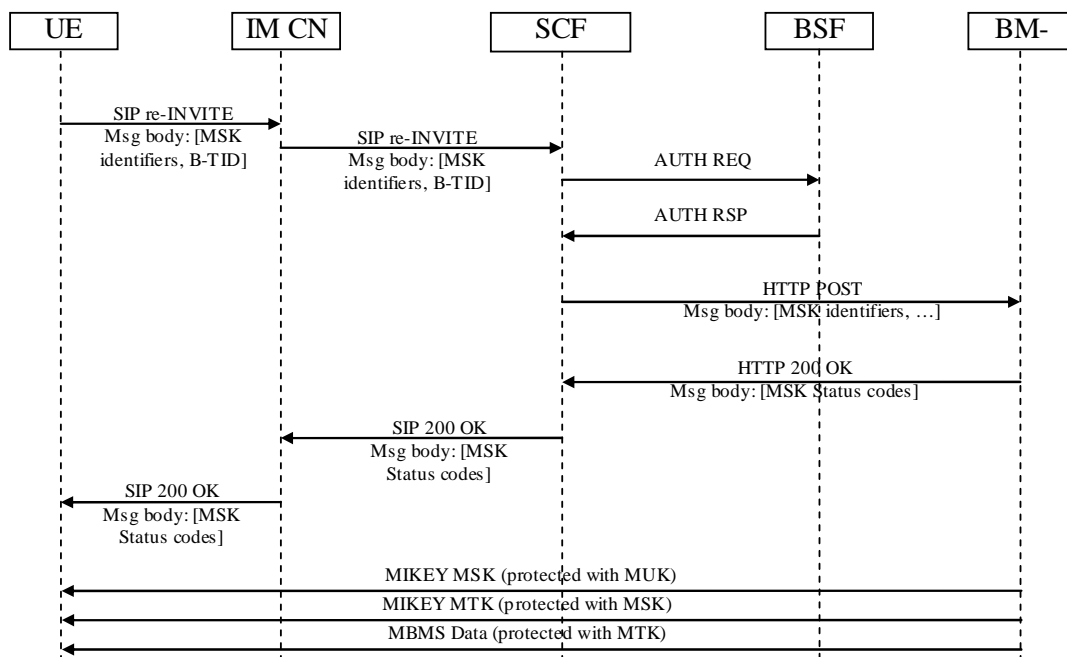 UE
IM CN
SCF
BSF
BM-
SIP re-INVITE
Msg body: [MSK
identifiers, B-TID]
SIP re-INVITE
Msg body: [MSK
identifiers, B-TID]
AUTH REQ
AUTH RSP
HTTP POST
Msg body: [MSK identifiers, …]
HTTP 200 OK
Msg body: [MSK Status codes]
SIP 200 OK
Msg body: [MSK
Status codes]
SIP 200 OK
Msg body: [MSK
Status codes]
MIKEY MSK (protected with MUK)
MIKEY MTK (protected with MSK)
MBMS Data (protected with MTK)